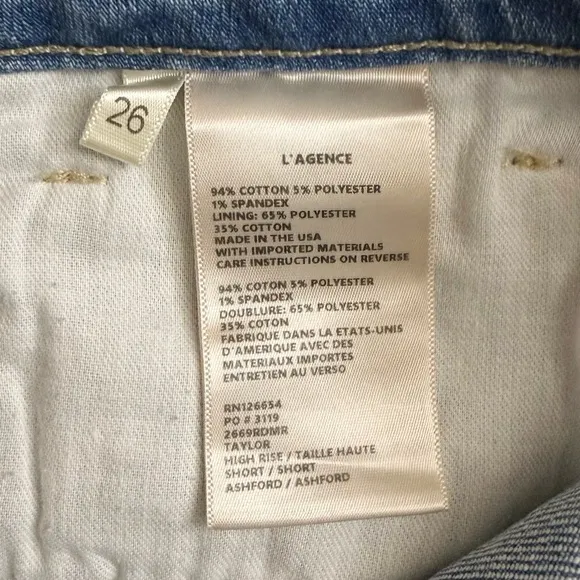 26
L'AGENCE
94% COTTON 5% POLYESTER
1% SPANDEX
LINING: 65% POLYESTER
35% COTTON
MADE IN THE USA
WITH IMPORTED MATERIALS
CARE INSTRUCTIONS ON REVERSE
94% COTTON 5% POLYESTER
1% SPANDEX
DOUBLURE: 65% POLYESTER
35% COTON
FABRIQUE DANS LA ETATS-UNIS
D'AMERIQUE AVEC DES
MATERIAUX IMPORTES
ENTRETIEN AU VERSO
RN126654
PO # 3119
2669RDMR
TAYLOR
HIGH RISE / TAILLE HAUTE
SHORT / SHORT
ASHFORD / ASHFORD